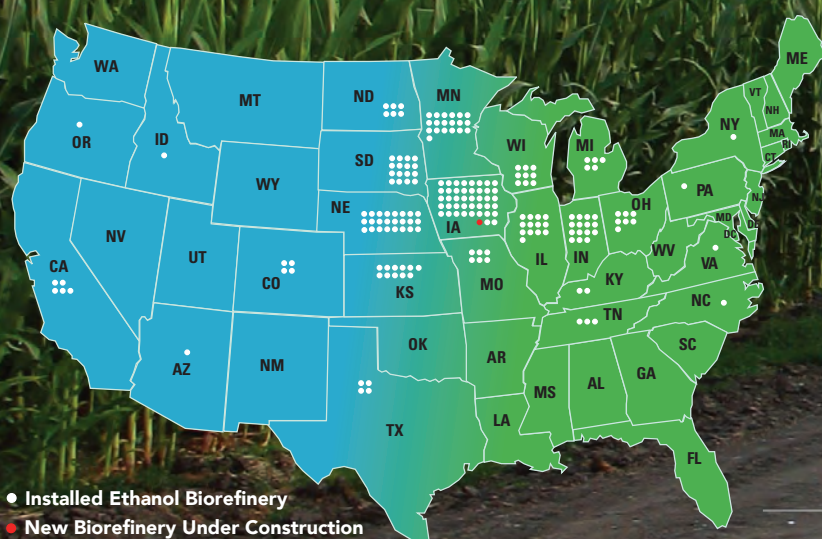 WA
MT
ND
MN
ME
VT
NH
OR
ID
SD
WI
MI
NY
MA
RI
CT
WY
NE
IA
PA
NJ
OH
MD
DE
DC
NV
UT
CO
CA
IL
IN
WV
VA
KS
MO
KY
NC
TN
AZ
NM
OK
AR
SC
MS
AL
GA
TX
LA
FL
Installed Ethanol Biorefinery
New Biorefinery Under Construction